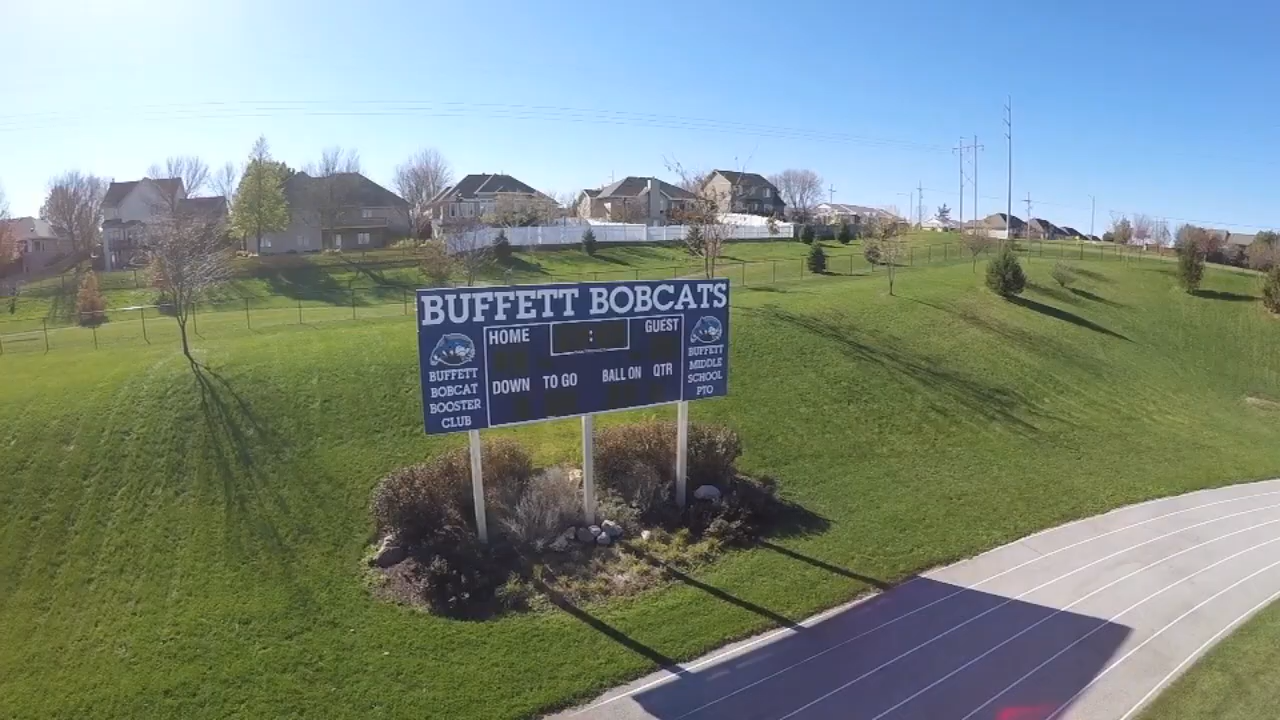 BUFFETT BOBCATS
HOME
:
GUEST
DOWN
TO GO
BALL ON
QTR
BUFFETT
BOBCAT
BOOSTER
CLUB
BUFFETT
MIDDLE
SCHOOL
PTO